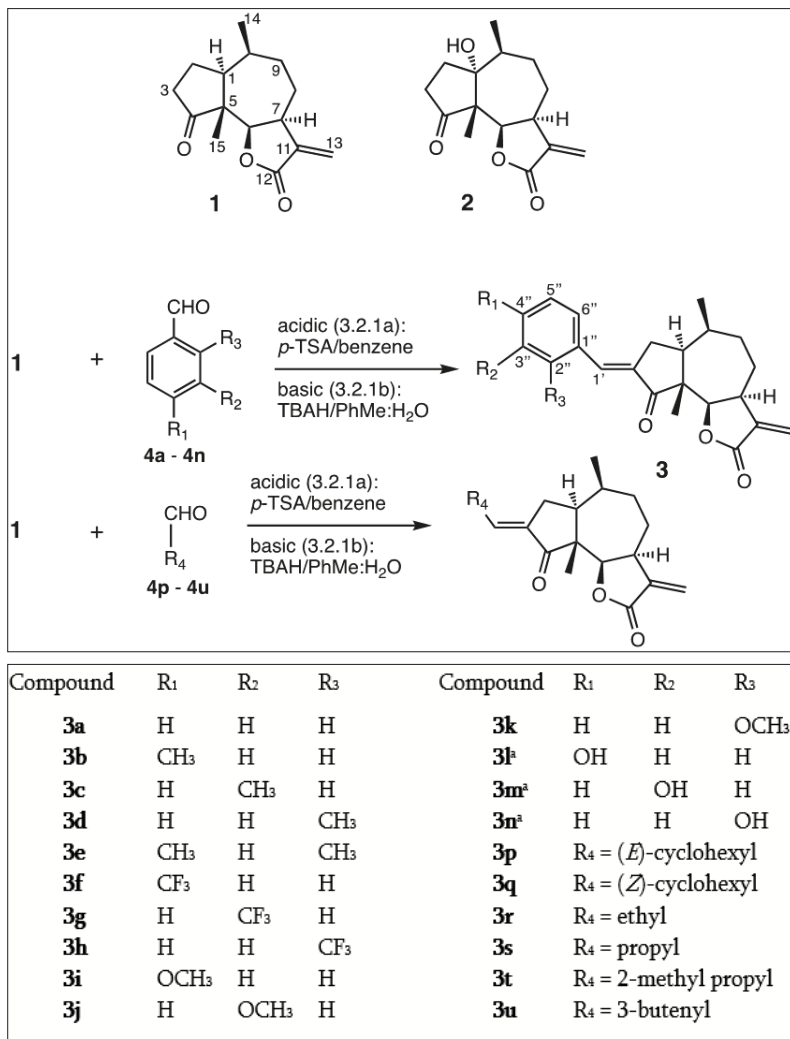 14
H
1
9
3
5
7
H
15
11
13
O
O
12
O
1
HO
H
O
O
O
2
1 + CHO R3 R2 R1
4a - 4n
acidic (3.2.1a):
p-TSA/benzene
basic (3.2.1b):
TBAH/PhMe:H2O
R1 4'' 5'' 6'' 1'' R2 3'' 2'' R3 1' H H O O O
3
1 + CHO R4
4p - 4u
acidic (3.2.1a):
p-TSA/benzene
basic (3.2.1b):
TBAH/PhMe:H2O
R4 H H O O O
Compound R1 R2 R3 Compound R1 R2 R3
3a H H H 3k H H OCH3
3b CH3 H H 3lª OH H H
3c H CH3 H 3mª H OH H
3d H H CH3 3nª H H OH
3e CH3 H CH3 3p R4 = (E)-cyclohexyl
3f CF3 H H 3q R4 = (Z)-cyclohexyl
3g H CF3 H 3r R4 = ethyl
3h H H CF3 3s R4 = propyl
3i OCH3 H H 3t R4 = 2-methyl propyl
3j H OCH3 H 3u R4 = 3-butenyl